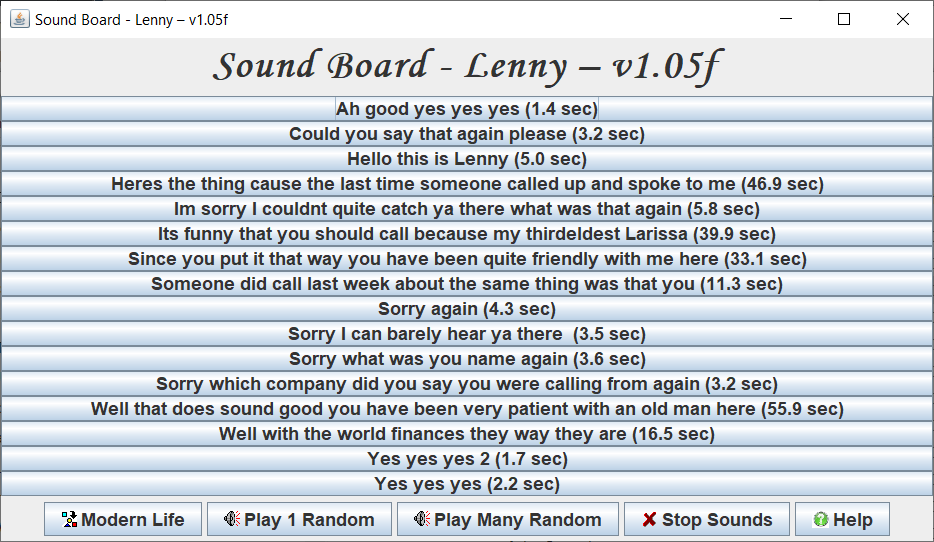 Sound Board - Lenny – v1.05f
Sound Board - Lenny – v1.05f
Ah good yes yes yes (1.4 sec)
Could you say that again please (3.2 sec)
Hello this is Lenny (5.0 sec)
Heres the thing cause the last time someone called up and spoke to me (46.9 sec)
Im sorry I couldnt quite catch ya there what was that again (5.8 sec)
Its funny that you should call because my thirdeldest Larissa (39.9 sec)
Since you put it that way you have been quite friendly with me here (33.1 sec)
Someone did call last week about the same thing was that you (11.3 sec)
Sorry again (4.3 sec)
Sorry I can barely hear ya there  (3.5 sec)
Sorry what was you name again (3.6 sec)
Sorry which company did you say you were calling from again (3.2 sec)
Well that does sound good you have been very patient with an old man here (55.9 sec)
Well with the world finances they way they are (16.5 sec)
Yes yes yes 2 (1.7 sec)
Yes yes yes (2.2 sec)
Modern Life Play 1 Random Play Many Random Stop Sounds Help